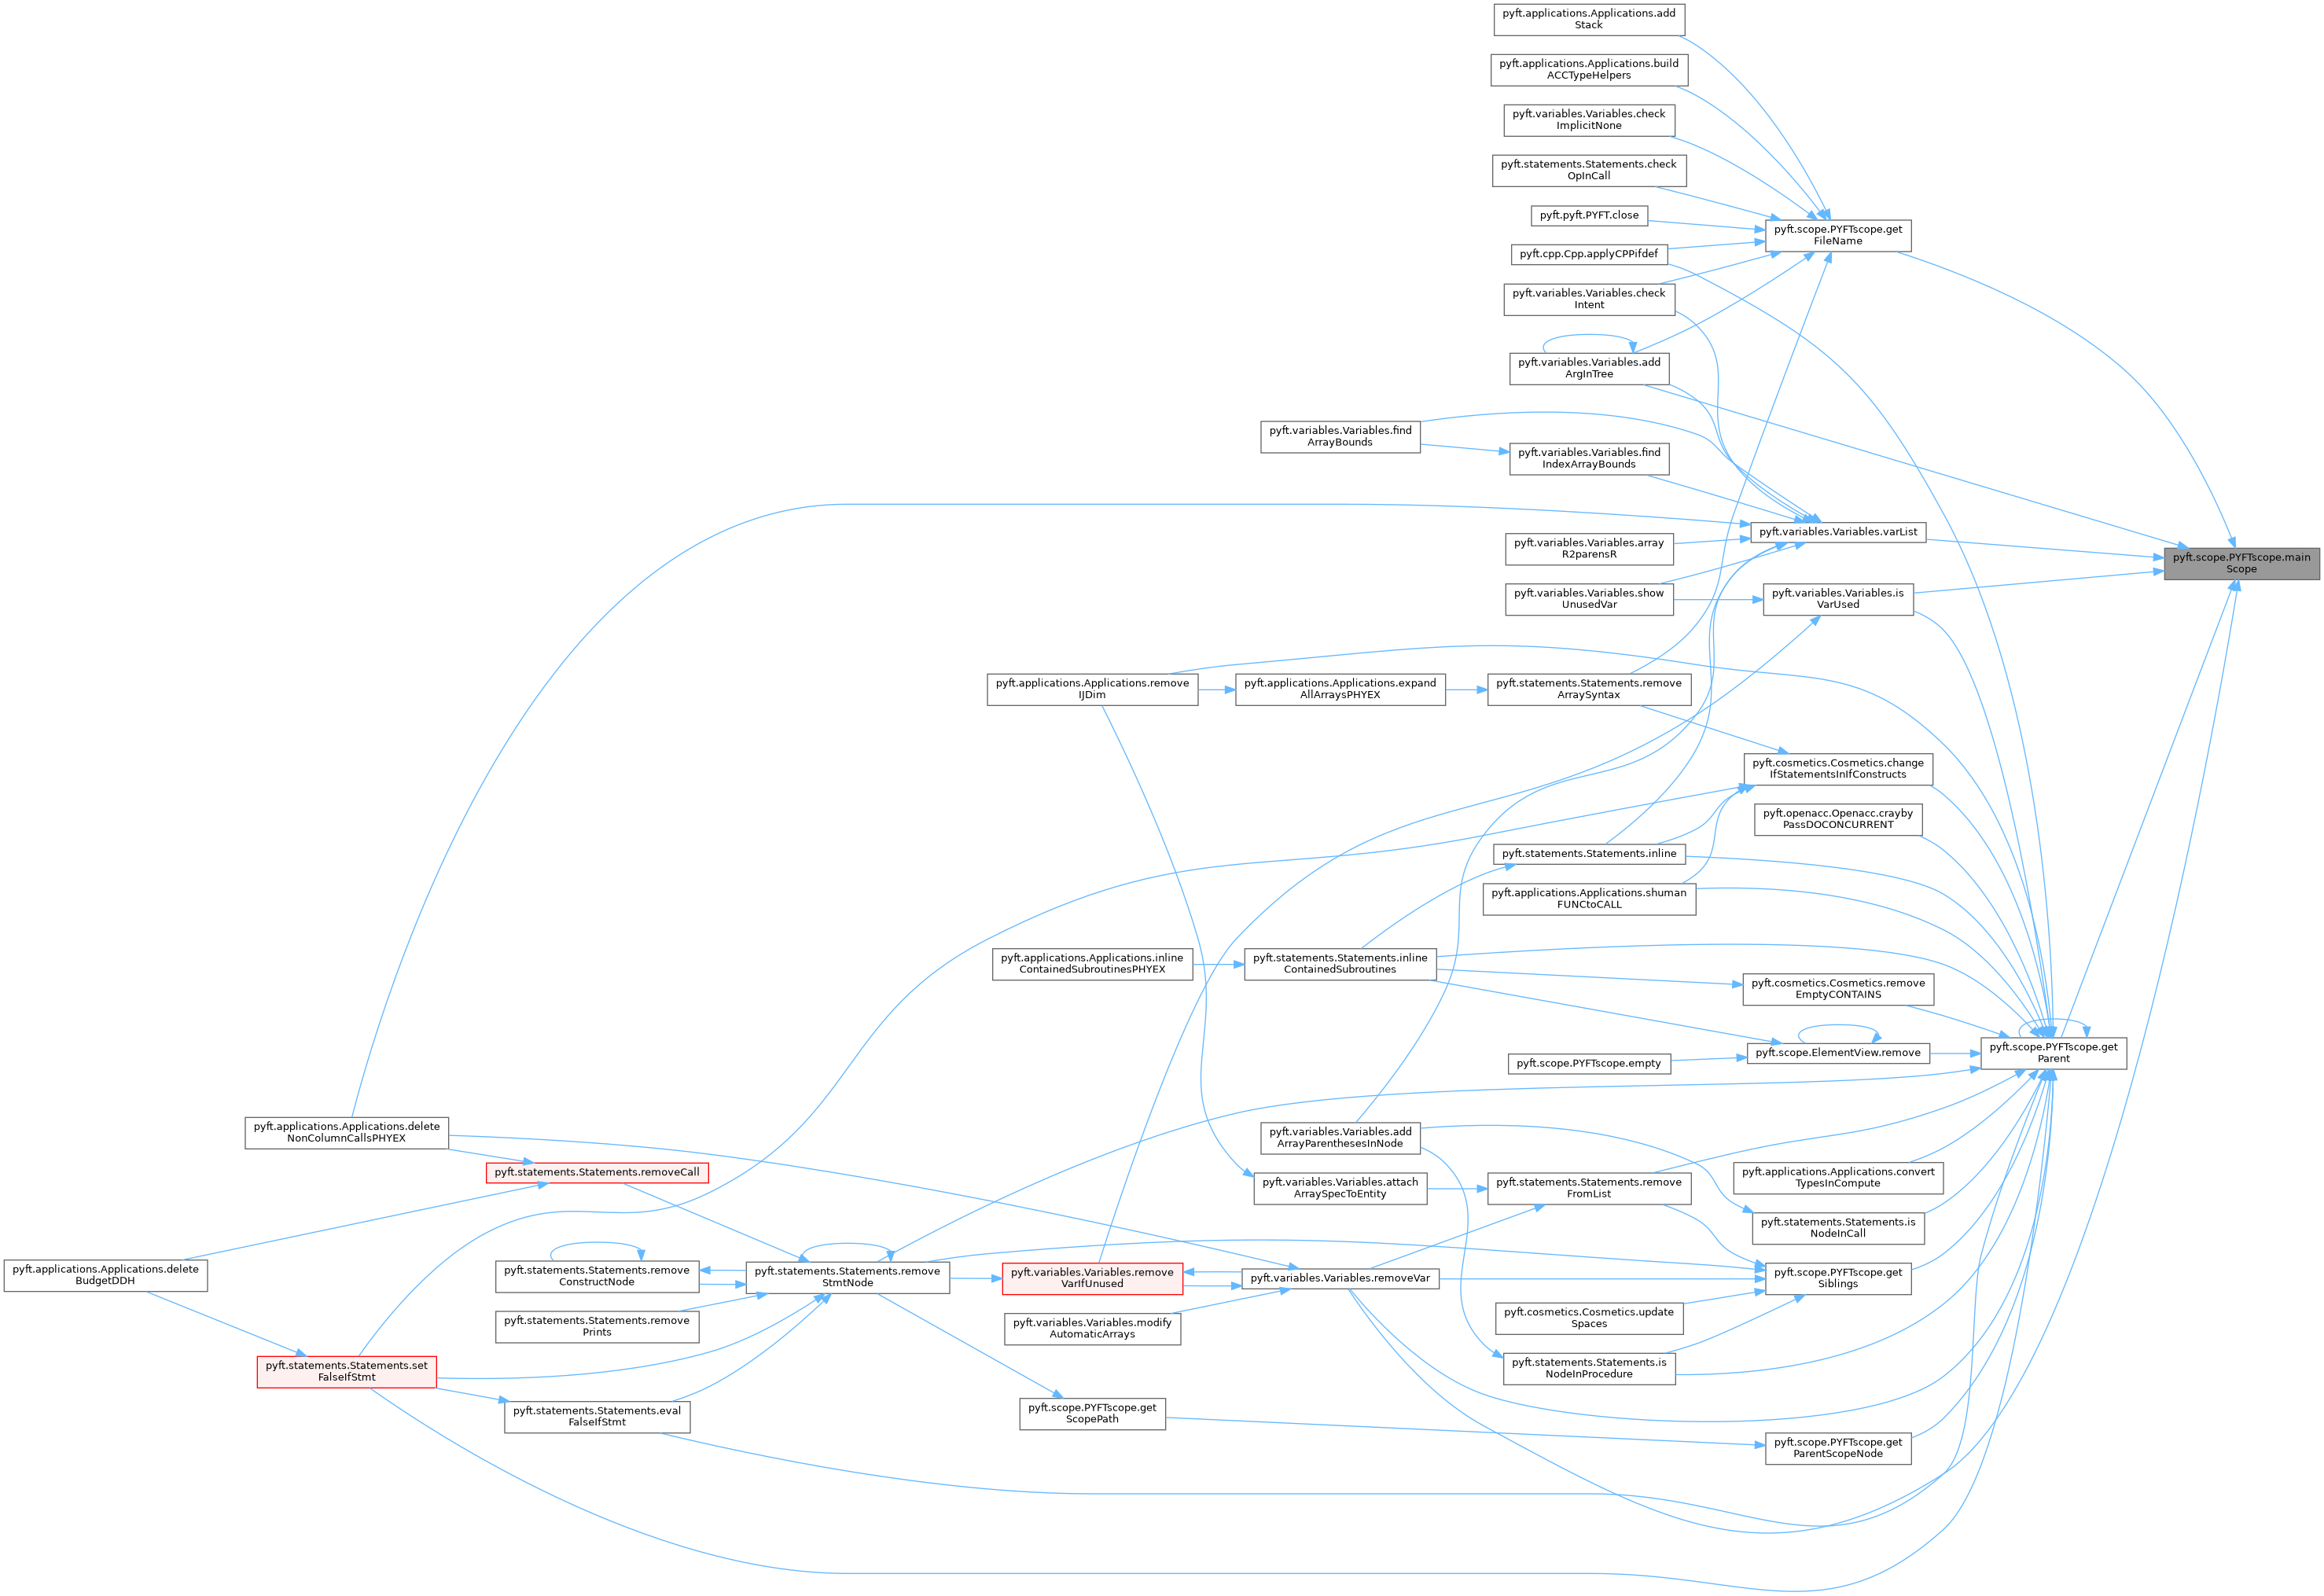 pyft.applications.Applications.add
Stack
pyft.applications.Applications.build
ACCTypeHelpers
pyft.variables.Variables.check
ImplicitNone
pyft.statements.Statements.check
OpInCall
pyft.pyft.PYFT.close
pyft.scope.PYFTscope.get
FileName
pyft.cpp.Cpp.applyCPPifdef
pyft.variables.Variables.check
Intent
pyft.variables.Variables.add
ArgInTree
pyft.variables.Variables.find
ArrayBounds
pyft.variables.Variables.find
IndexArrayBounds
pyft.variables.Variables.varList
pyft.variables.Variables.array
R2parensR
pyft.scope.PYFTscope.main
Scope
pyft.variables.Variables.show
UnusedVar
pyft.variables.Variables.is
VarUsed
pyft.applications.Applications.remove
IJDim
pyft.applications.Applications.expand
AllArraysPHYEX
pyft.statements.Statements.remove
ArraySyntax
pyft.cosmetics.Cosmetics.change
IfStatementsInIfConstructs
pyft.openacc.Openacc.crayby
PassDOCONCURRENT
pyft.statements.Statements.inline
pyft.applications.Applications.shuman
FUNCtoCALL
pyft.applications.Applications.inline
ContainedSubroutinesPHYEX
pyft.statements.Statements.inline
ContainedSubroutines
pyft.cosmetics.Cosmetics.remove
EmptyCONTAINS
pyft.scope.PYFTscope.get
Parent
pyft.scope.PYFTscope.empty
pyft.scope.ElementView.remove
pyft.applications.Applications.delete
NonColumnCallsPHYEX
pyft.variables.Variables.add
ArrayParenthesesInNode
pyft.statements.Statements.removeCall
pyft.variables.Variables.attach
ArraySpecToEntity
pyft.statements.Statements.remove
FromList
pyft.applications.Applications.convert
TypesInCompute
pyft.statements.Statements.is
NodeInCall
pyft.applications.Applications.delete
BudgetDDH
pyft.statements.Statements.remove
ConstructNode
pyft.statements.Statements.remove
StmtNode
pyft.variables.Variables.remove
VarIfUnused
pyft.variables.Variables.removeVar
pyft.scope.PYFTscope.get
Siblings
pyft.statements.Statements.remove
Prints
pyft.variables.Variables.modify
AutomaticArrays
pyft.cosmetics.Cosmetics.update
Spaces
pyft.statements.Statements.set
FalseIfStmt
pyft.statements.Statements.is
NodeInProcedure
pyft.statements.Statements.eval
FalseIfStmt
pyft.scope.PYFTscope.get
ScopePath
pyft.scope.PYFTscope.get
ParentScopeNode